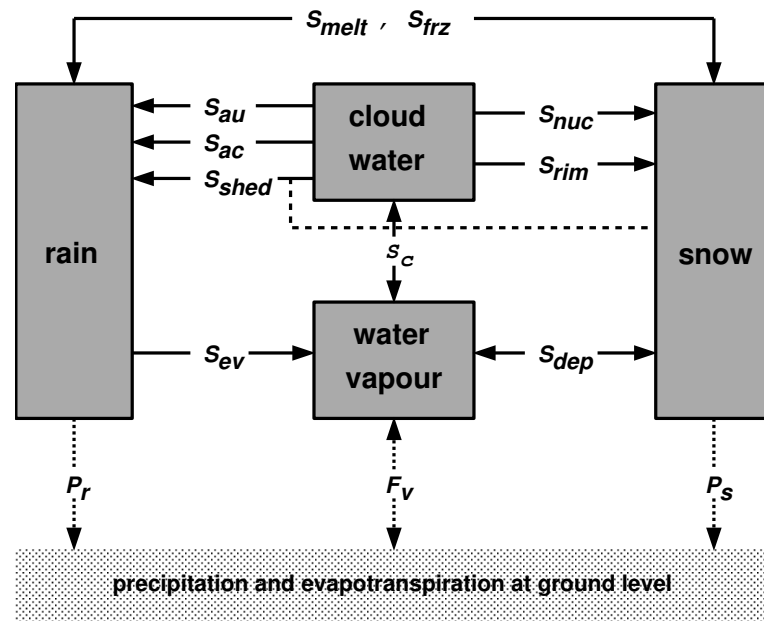 S_melt , S_frz
S_au
cloud
water
S_nuc
S_ac
S_rim
S_shed
rain
S_c
snow
water
vapour
S_ev
S_dep
P_r
F_v
P_s
precipitation and evapotranspiration at ground level